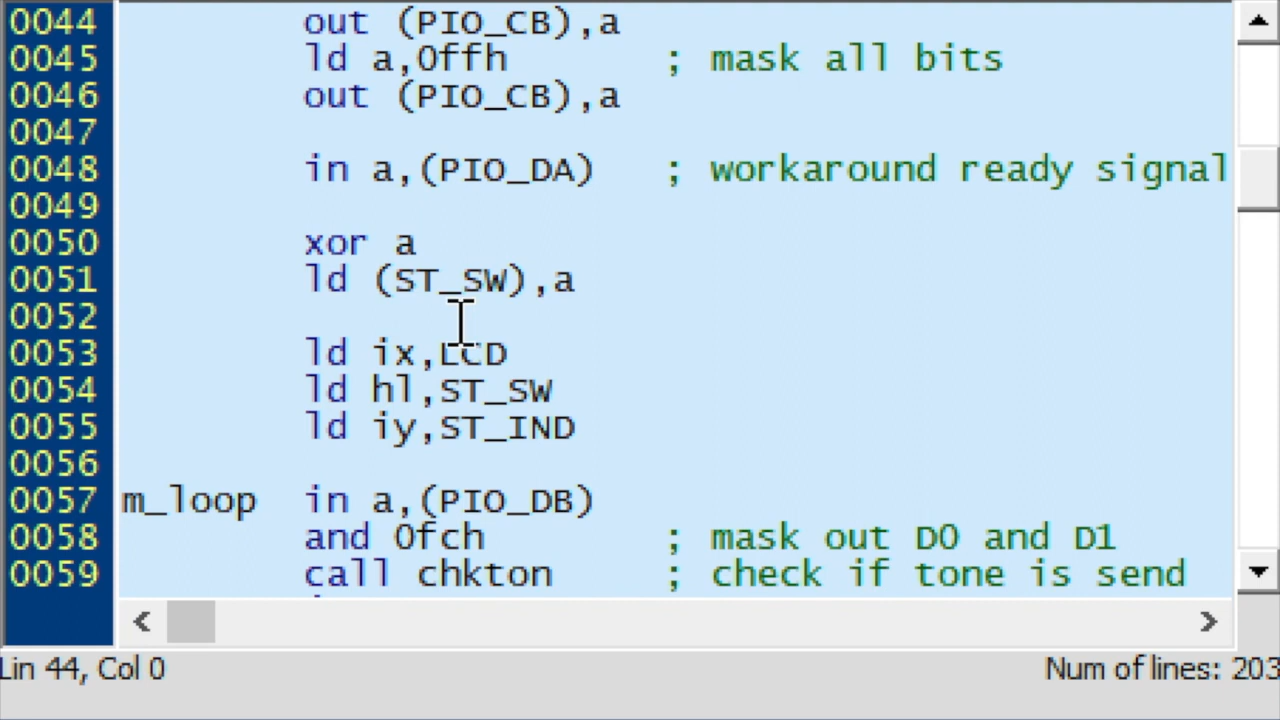 0044 out (PIO_CB),a
0045 ld a,0ffh ; mask all bits
0046 out (PIO_CB),a
0047
0048 in a,(PIO_DA) ; workaround ready signal
0049
0050 xor a
0051 ld (ST_SW),a
0052
0053 ld ix,LCD
0054 ld hl,ST_SW
0055 ld iy,ST_IND
0056
0057 m_loop in a,(PIO_DB)
0058 and 0fch ; mask out D0 and D1
0059 call chkton ; check if tone is send
Lin 44, Col 0 Num of lines: 203